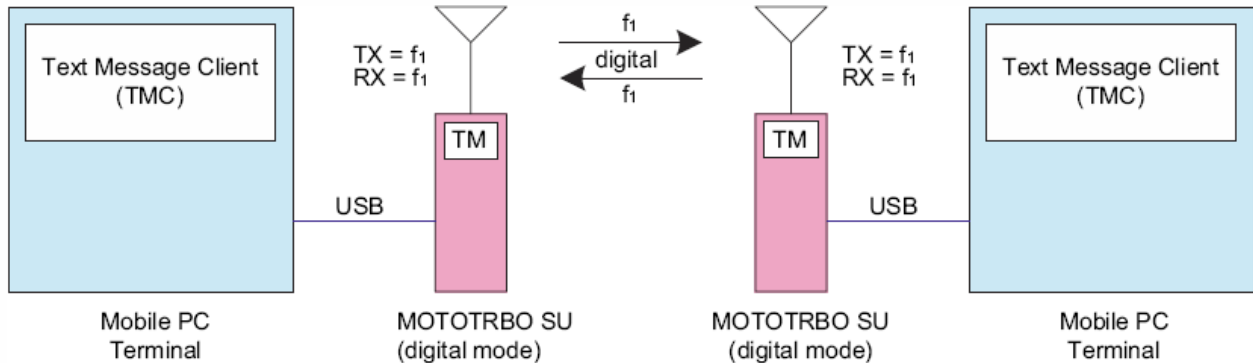 Text Message Client
(TMC)
TX = f₁
RX = f₁
f₁
digital
f₁
TX = f₁
RX = f₁
Text Message Client
(TMC)
TM
TM
USB
USB
Mobile PC
Terminal
MOTOTRBO SU
(digital mode)
MOTOTRBO SU
(digital mode)
Mobile PC
Terminal